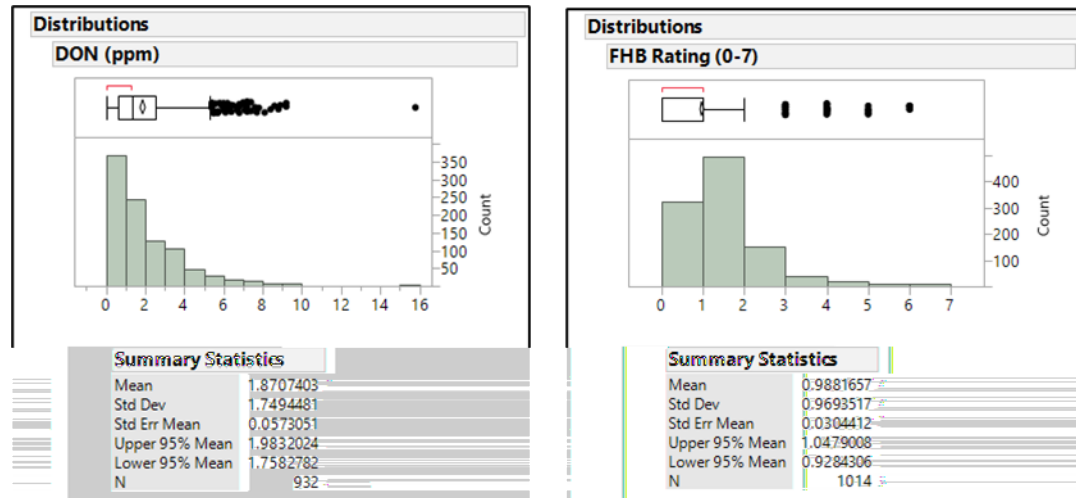 Distributions
DON (ppm)
350
300
250
200
150
100
50
Count
0 2 4 6 8 10 12 14 16
Summary Statistics
Mean 1.8707403
Std Dev 1.7494481
Std Err Mean 0.0573051
Upper 95% Mean 1.9832024
Lower 95% Mean 1.7582782
N 932
Distributions
FHB Rating (0-7)
400
300
200
100
Count
0 1 2 3 4 5 6 7
Summary Statistics
Mean 0.9881657
Std Dev 0.9693517
Std Err Mean 0.0304412
Upper 95% Mean 1.0479008
Lower 95% Mean 0.9284306
N 1014